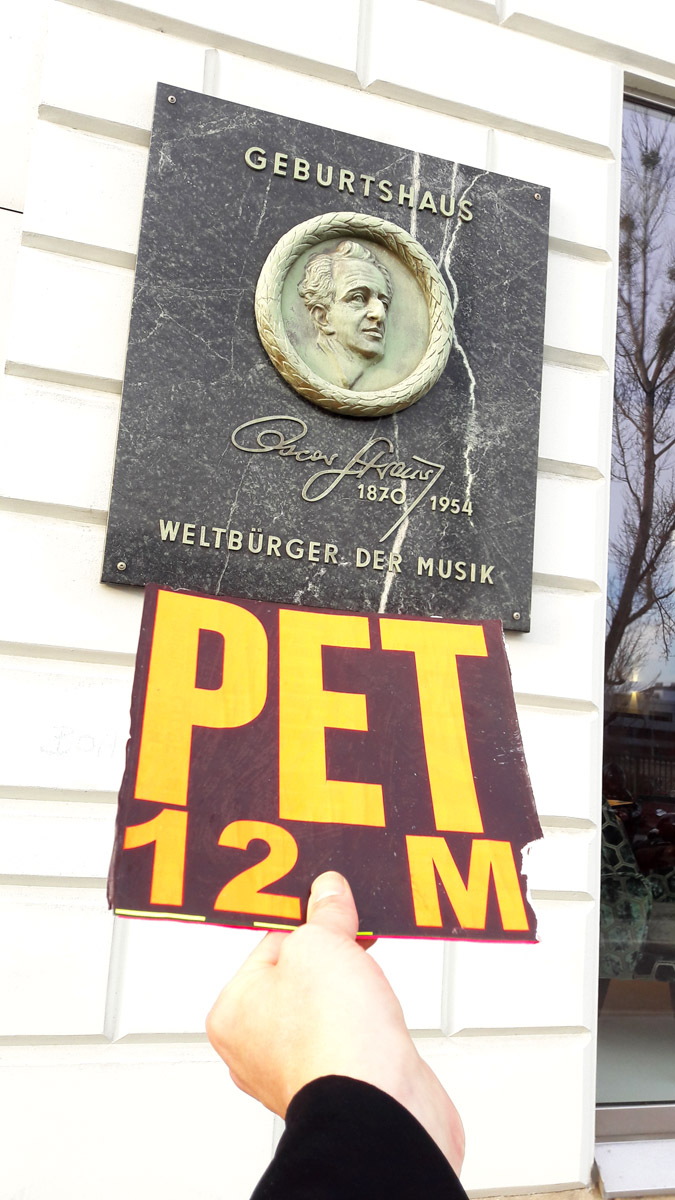 GEBURTSHAUS
Oscar Straus
1870 1954
WELTBÜRGER DER MUSIK
PET
12 M